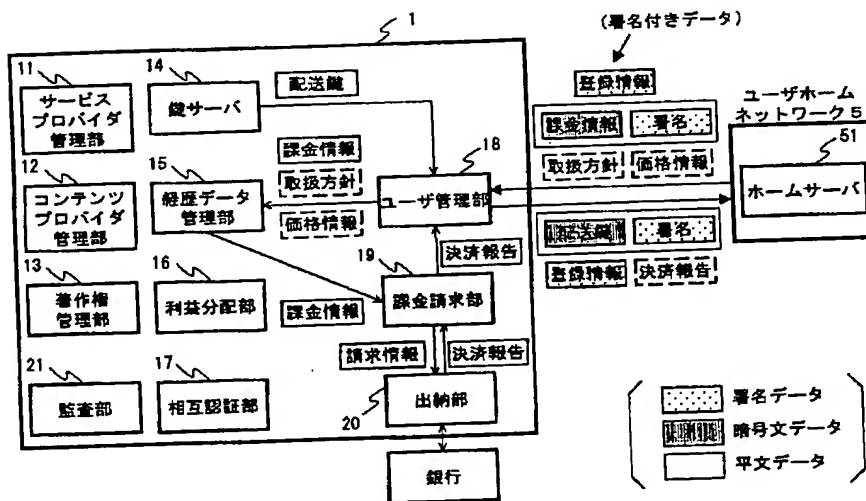 (署名付きデータ)
1
11
サービス
プロバイダ
管理部
14
鍵サーバ
配送鍵
登録情報
ユーザホーム
ネットワーク5
課金情報
署名
51
ホームサーバ
12
コンテンツ
プロバイダ
管理部
15
経歴データ
管理部
課金情報
取扱方針
価格情報
18
ユーザ管理部
取扱方針
価格情報
配送鍵
署名
登録情報
決済報告
13
著作権
管理部
16
利益分配部
課金情報
19
課金請求部
決済報告
請求情報
決済報告
21
監査部
17
相互認証部
20
出納部
銀行
署名データ
暗号文データ
平文データ